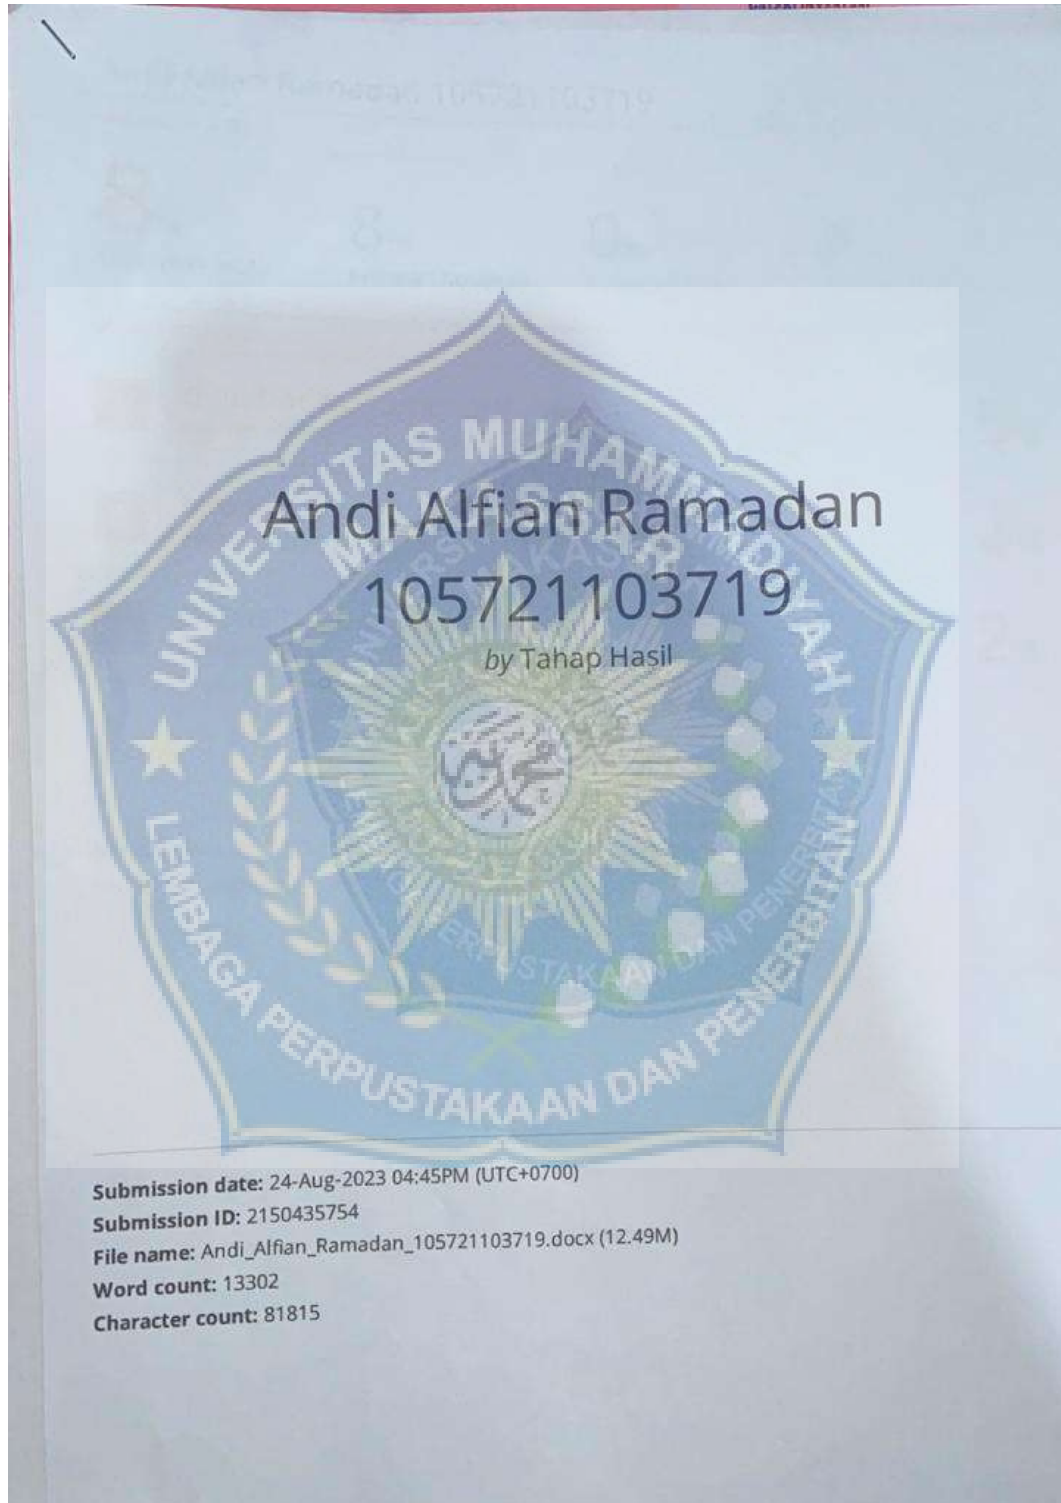 Andi Alfian Ramadan
105721103719
by Tahap Hasil
UNIVERSITAS MUHAMMADIYAH
MAKASSAR
LEMBAGA PERPUSTAKAAN DAN PENERBITAN
Submission date: 24-Aug-2023 04:45PM (UTC+0700)
Submission ID: 2150435754
File name: Andi_Alfian_Ramadan_105721103719.docx (12.49M)
Word count: 13302
Character count: 81815